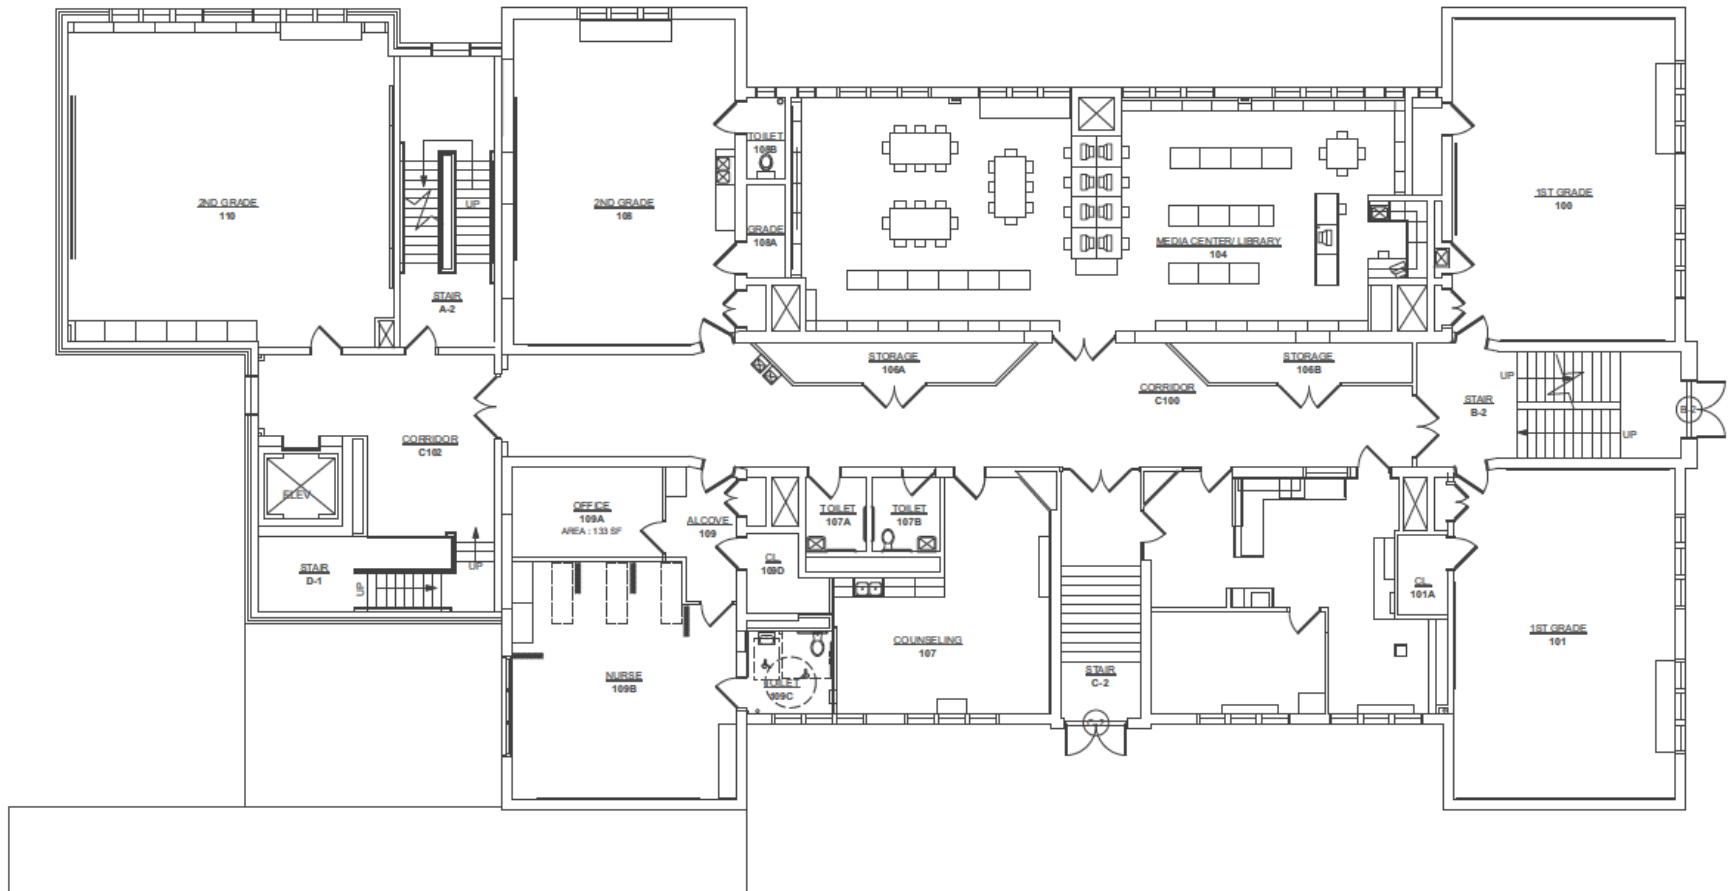 2ND GRADE
110
UP
STAIR
A-2
2ND GRADE
108
TOILET
108B
GRADE
108A
MEDIA CENTER/ LIBRARY
104
1ST GRADE
100
STORAGE
106A
STORAGE
106B
CORRIDOR
C100
UP
STAIR
B-2
UP
B-2
CORRIDOR
C102
ELEV
STAIR
D-1
UP
UP
OFFICE
109A
AREA : 133 SF
ALCOVE
109
CL.
109D
TOILET
107A
TOILET
107B
COUNSELING
107
NURSE
109B
TOILET
109C
STAIR
C-2
CL.
101A
1ST GRADE
101